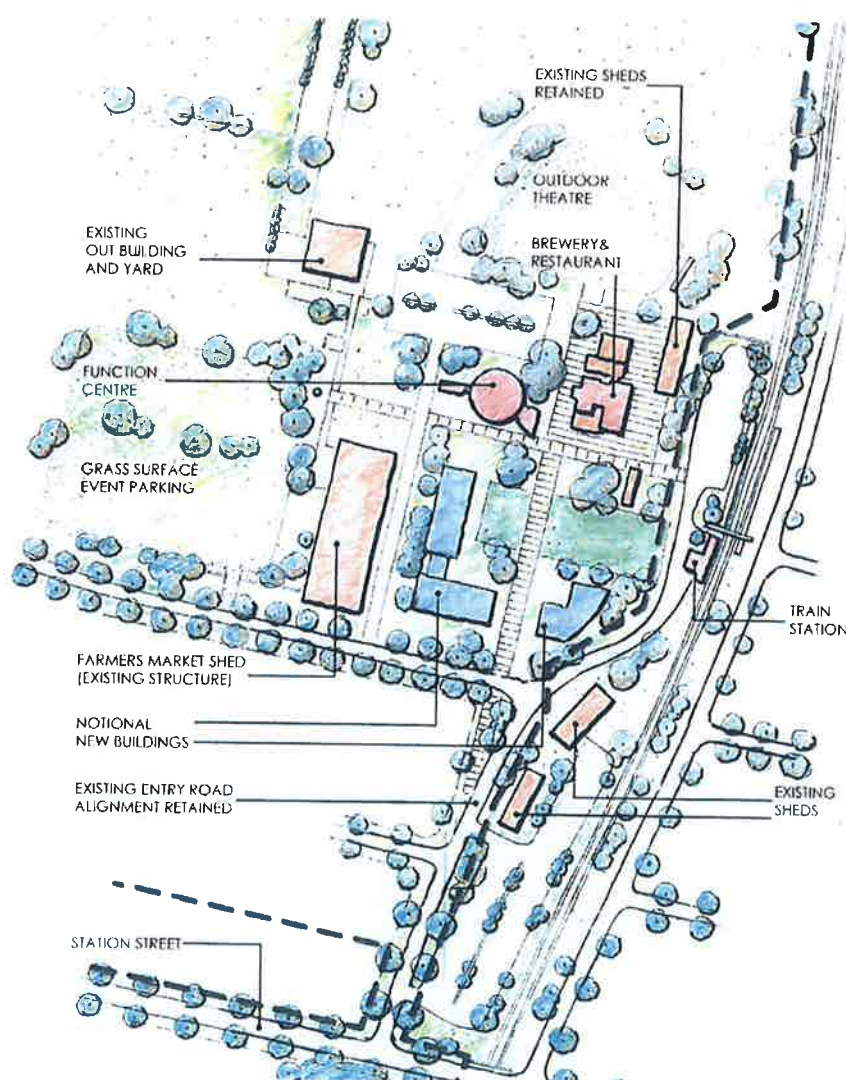 EXISTING SHEDS
RETAINED
OUTDOOR
THEATRE
EXISTING
OUT BUILDING
AND YARD
BREWERY&
RESTAURANT
FUNCTION
CENTRE
GRASS SURFACE
EVENT PARKING
TRAIN
STATION
FARMERS MARKET SHED
(EXISTING STRUCTURE)
NOTIONAL
NEW BUILDINGS
EXISTING ENTRY ROAD
ALIGNMENT RETAINED
EXISTING
SHEDS
STATION STREET